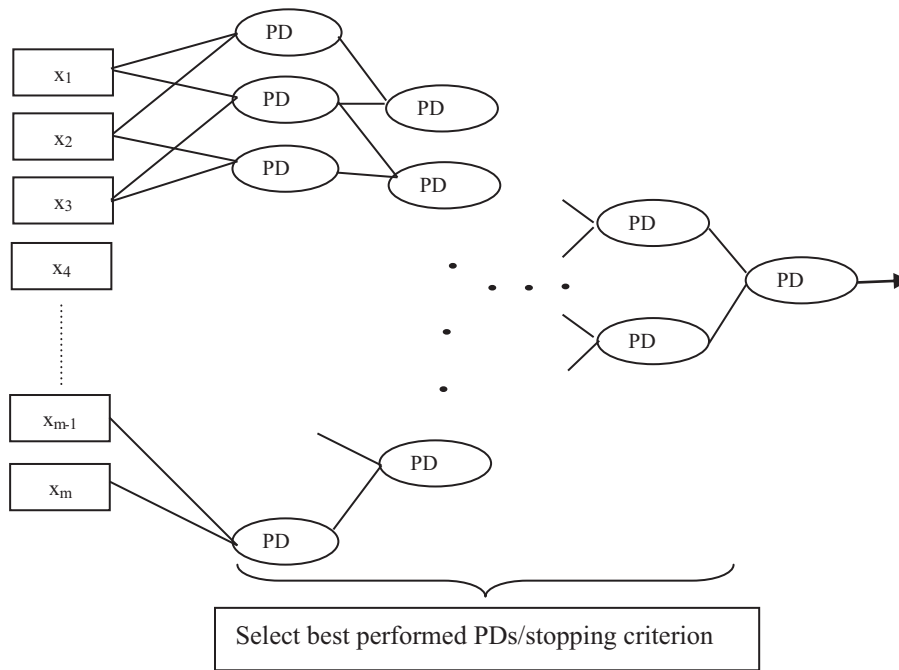 PD
x₁
PD
PD
x₂
PD
x₃
PD
PD
x₄
PD
PD
xₘ₋₁
PD
xₘ
PD
Select best performed PDs/stopping criterion